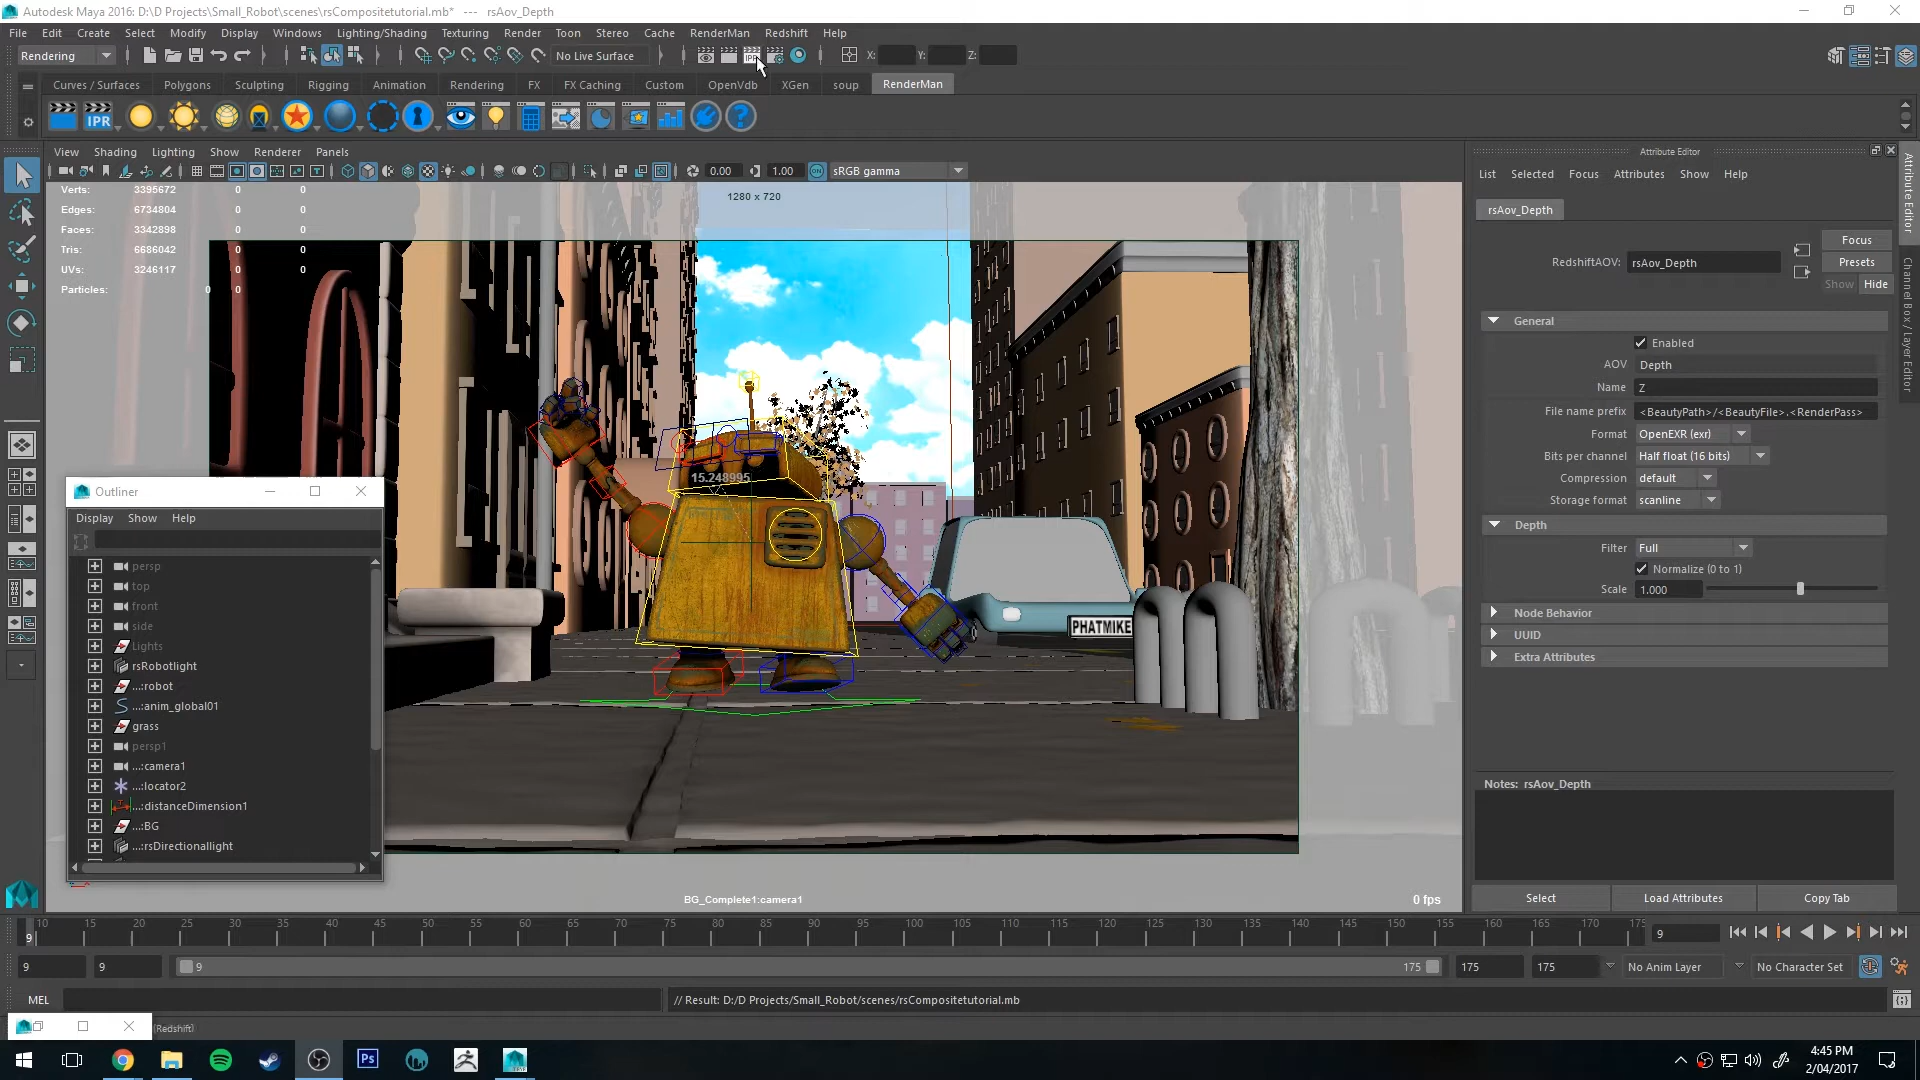 Autodesk Maya 2016: D:\D Projects\Small_Robot\scenes\rsCompositetutorial.mb* --- rsAov_Depth
File Edit Create Select Modify Display Windows Lighting/Shading Texturing Render Toon Stereo Cache RenderMan Redshift Help
Rendering No Live Surface IPR X: Y: Z:
Curves / Surfaces Polygons Sculpting Rigging Animation Rendering FX FX Caching Custom OpenVdb XGen soup RenderMan
IPR
View Shading Lighting Show Renderer Panels
0.00 1.00 ON sRGB gamma
Verts: 3395672 0 0
Edges: 6734804 0 0
Faces: 3342898 0 0
Tris: 6686042 0 0
UVs: 3246117 0 0
Particles: 0 0
1280 x 720
15.248995
PHATMIKE
BG_Complete1:camera1
0 fps
Outliner
Display Show Help
persp
top
front
side
Lights
rsRobotlight
...:robot
...:anim_global01
grass
persp1
...:camera1
...:locator2
...:distanceDimension1
...:BG
...:rsDirectionallight
Attribute Editor
List Selected Focus Attributes Show Help
rsAov_Depth
RedshiftAOV: rsAov_Depth
Focus
Presets
Show Hide
General
Enabled
AOV Depth
Name Z
File name prefix <BeautyPath>/<BeautyFile>.<RenderPass>
Format OpenEXR (exr)
Bits per channel Half float (16 bits)
Compression default
Storage format scanline
Depth
Filter Full
Normalize (0 to 1)
Scale 1.000
Node Behavior
UUID
Extra Attributes
Notes: rsAov_Depth
Select Load Attributes Copy Tab
Attribute Editor
Channel Box / Layer Editor
10 15 20 25 30 35 40 45 50 55 60 65 70 75 80 85 90 95 100 105 110 115 120 125 130 135 140 145 150 155 160 165 170 175
9 9
9 9 9 175 175 175 No Anim Layer No Character Set
MEL // Result: D:/D Projects/Small_Robot/scenes/rsCompositetutorial.mb
(Redshift)
Ps
4:45 PM
2/04/2017